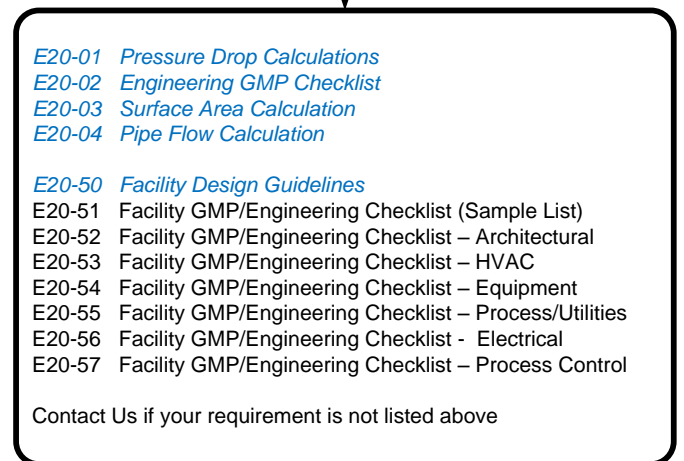 E20-01 Pressure Drop Calculations
E20-02 Engineering GMP Checklist
E20-03 Surface Area Calculation
E20-04 Pipe Flow Calculation
E20-50 Facility Design Guidelines
E20-51 Facility GMP/Engineering Checklist (Sample List)
E20-52 Facility GMP/Engineering Checklist – Architectural
E20-53 Facility GMP/Engineering Checklist – HVAC
E20-54 Facility GMP/Engineering Checklist – Equipment
E20-55 Facility GMP/Engineering Checklist – Process/Utilities
E20-56 Facility GMP/Engineering Checklist - Electrical
E20-57 Facility GMP/Engineering Checklist – Process Control
Contact Us if your requirement is not listed above